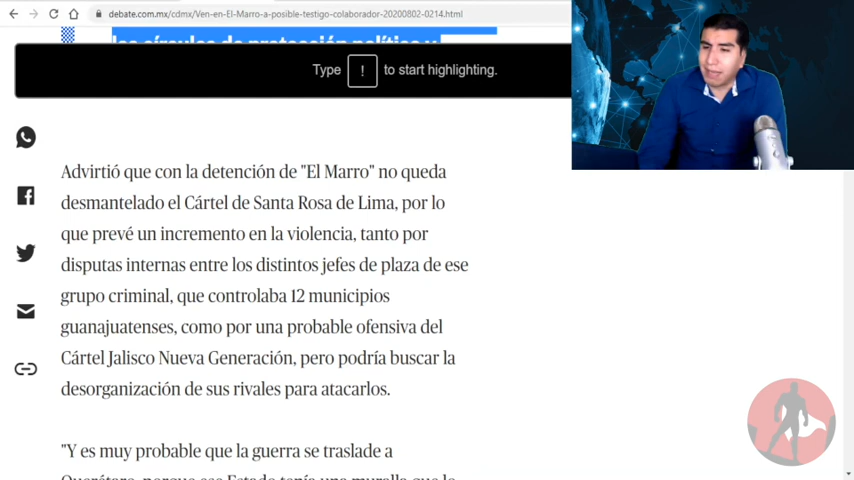 debate.com.mx/cdmx/Ven-en-El-Marro-a-posible-testigo-colaborador-20200802-0214.html
los círculos de protección político y
Type ! to start highlighting.
Advirtió que con la detención de "El Marro" no queda
desmantelado el Cártel de Santa Rosa de Lima, por lo
que prevé un incremento en la violencia, tanto por
disputas internas entre los distintos jefes de plaza de ese
grupo criminal, que controlaba 12 municipios
guanajuatenses, como por una probable ofensiva del
Cártel Jalisco Nueva Generación, pero podría buscar la
desorganización de sus rivales para atacarlos.
"Y es muy probable que la guerra se traslade a
Querétaro, porque ese Estado tenía una muralla que lo